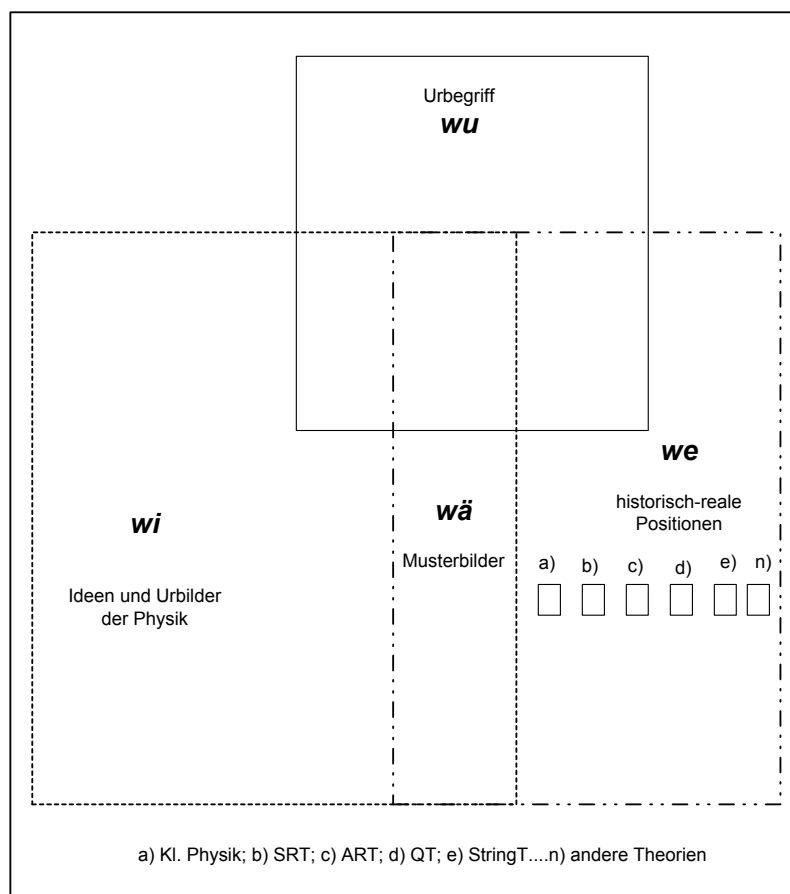 Urbegriff
wu
wi
Ideen und Urbilder
der Physik
wä
Musterbilder
we
historisch-reale
Positionen
a) b) c) d) e) n)
a) Kl. Physik; b) SRT; c) ART; d) QT; e) StringT....n) andere Theorien